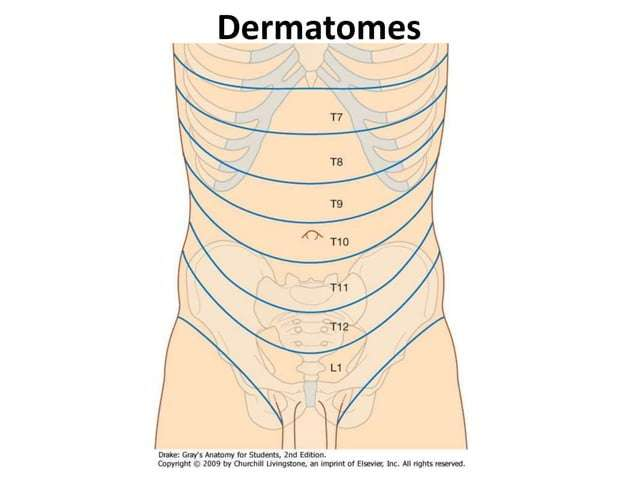 Dermatomes
T7
T8
T9
T10
T11
T12
L1
Drake: Gray's Anatomy for Students, 2nd Edition.
Copyright © 2009 by Churchill Livingstone, an imprint of Elsevier, Inc. All rights reserved.